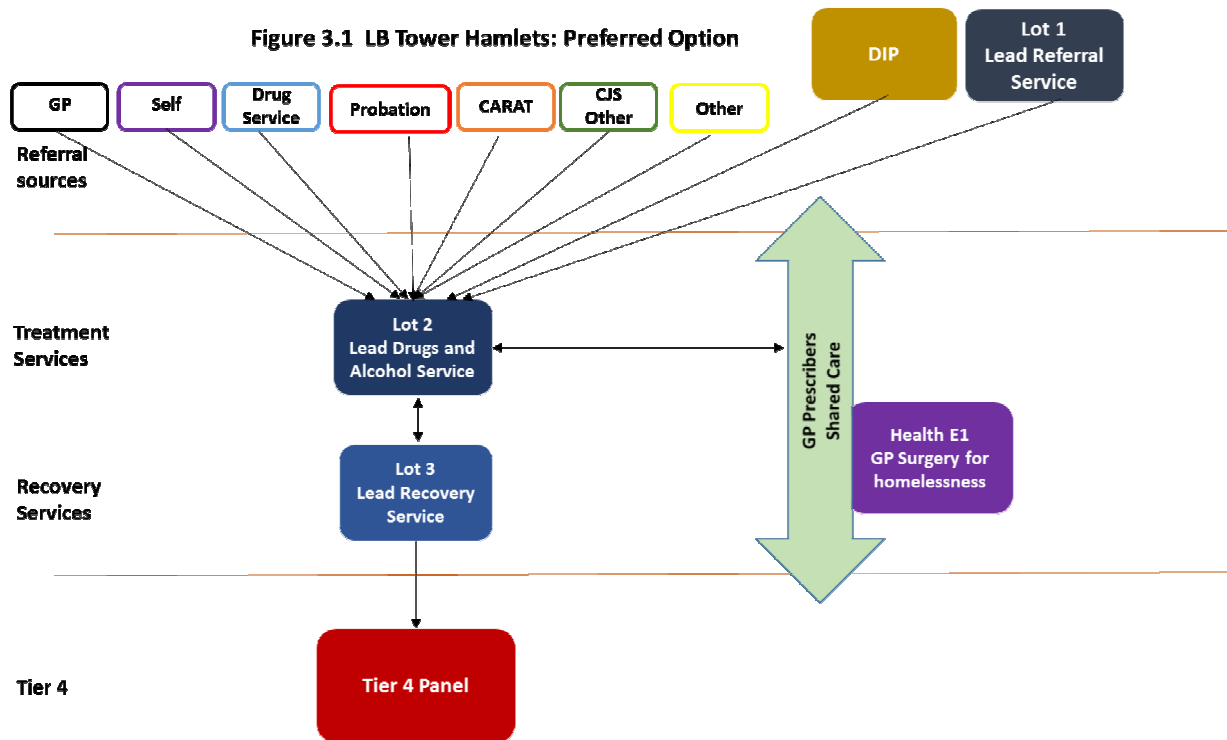 Figure 3.1 LB Tower Hamlets: Preferred Option
DIP
Lot 1
Lead Referral
Service
GP
Self
Drug
Service
Probation
CARAT
CJS
Other
Other
Referral
sources
Treatment
Services
Lot 2
Lead Drugs and
Alcohol Service
GP Prescribers
Shared Care
Health E1
GP Surgery for
homelessness
Recovery
Services
Lot 3
Lead Recovery
Service
Tier 4
Tier 4 Panel